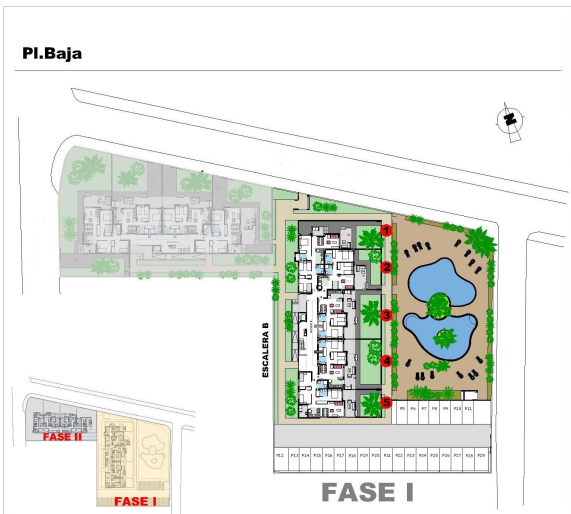 Pl.Baja
N
1
2
3
4
5
ESCALERA B
P5 P6 P7 P8 P9 P10 P11
P12 P13 P14 P15 P16 P17 P18 P19 P20 P21 P22 P23 P24 P25 P26 P27 P28 P29
FASE II
FASE I
FASE I